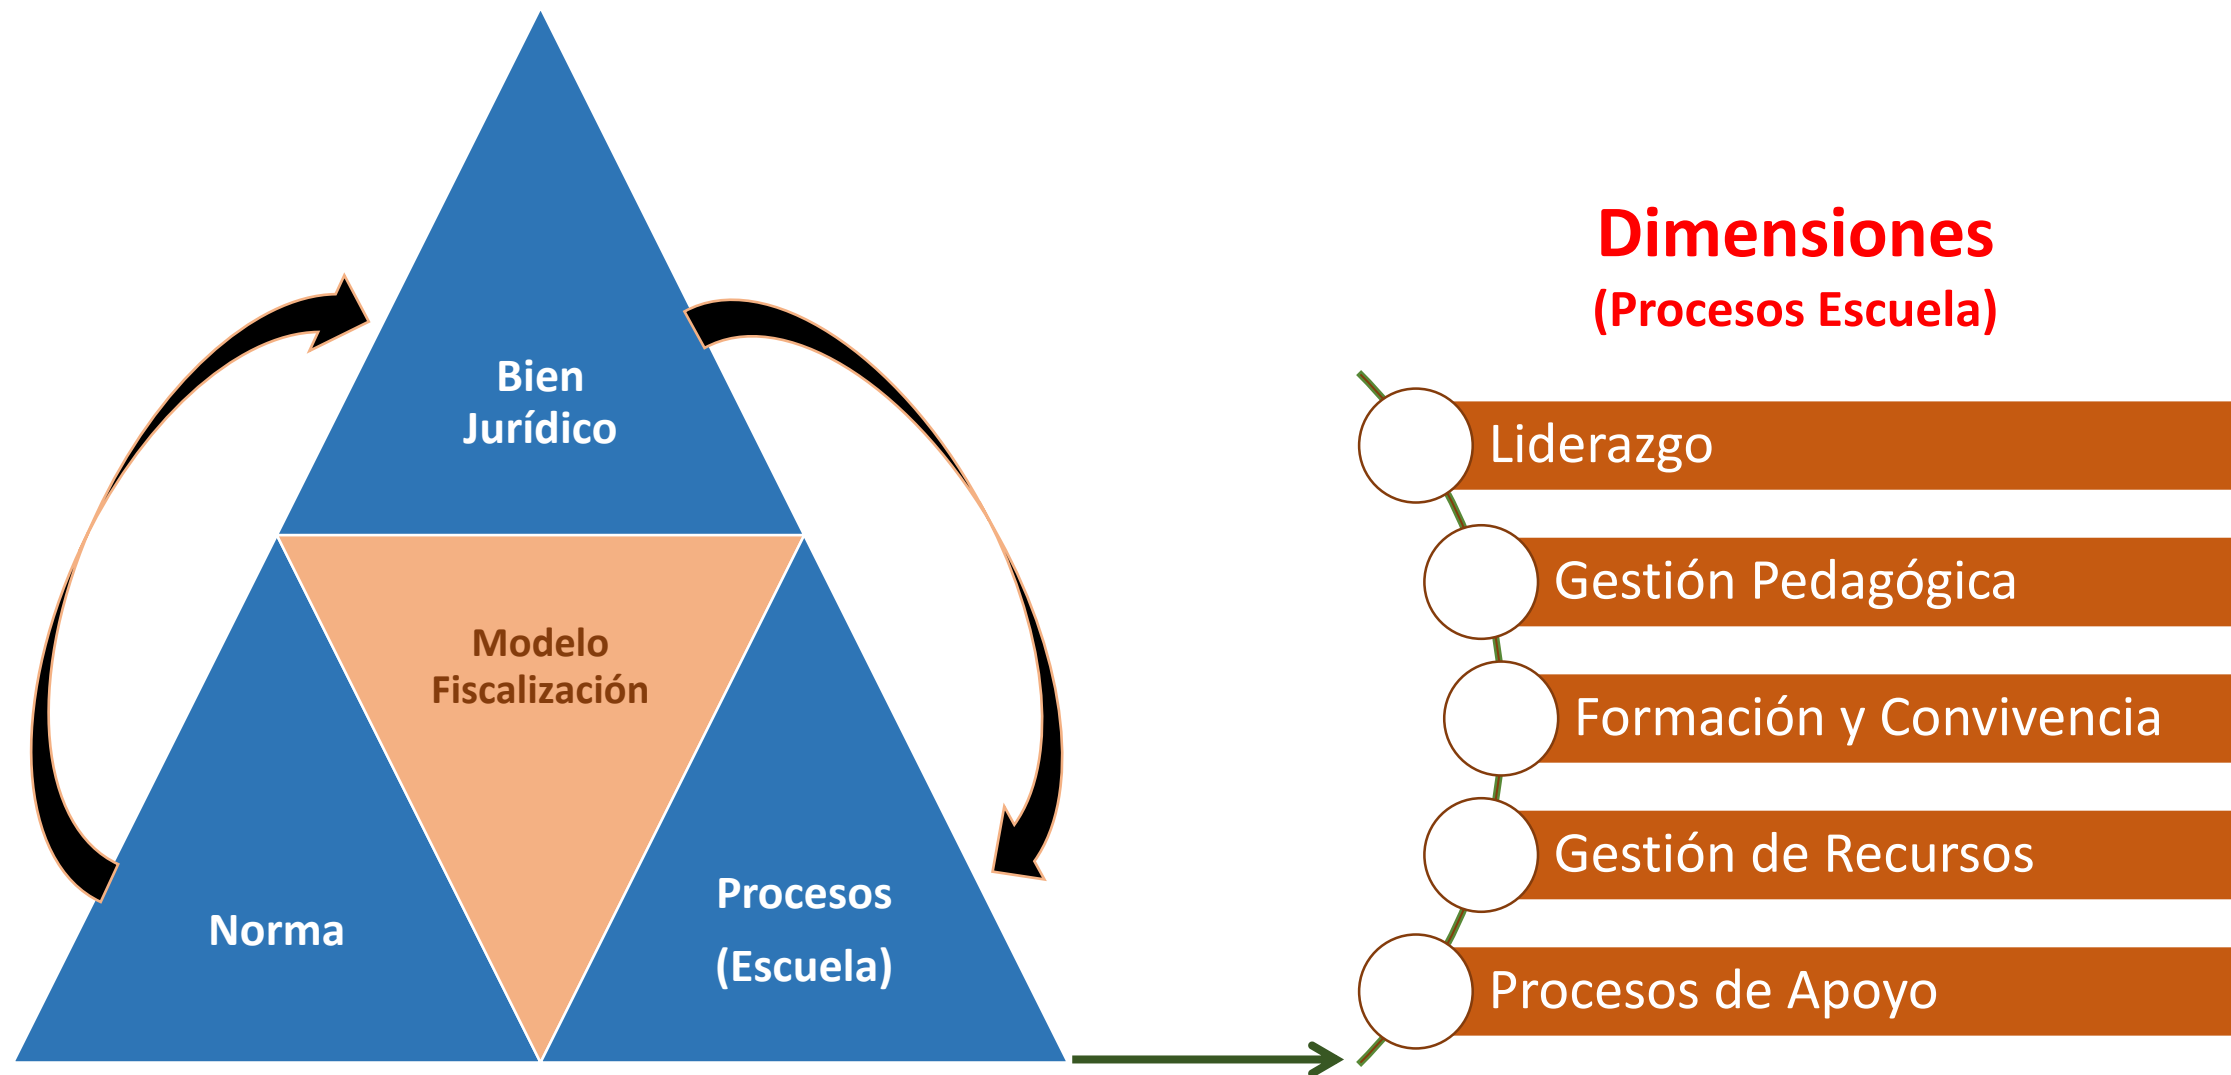 Bien
Jurídico
Modelo
Fiscalización
Norma
Procesos
(Escuela)
Dimensiones
(Procesos Escuela)
Liderazgo
Gestión Pedagógica
Formación y Convivencia
Gestión de Recursos
Procesos de Apoyo